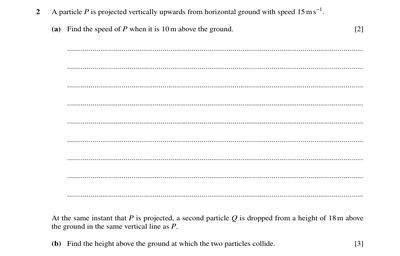 2 A particle P is projected vertically upwards from horizontal ground with speed 15 m s⁻¹.
(a) Find the speed of P when it is 10 m above the ground. [2]
At the same instant that P is projected, a second particle Q is dropped from a height of 18 m above
the ground in the same vertical line as P.
(b) Find the height above the ground at which the two particles collide. [3]